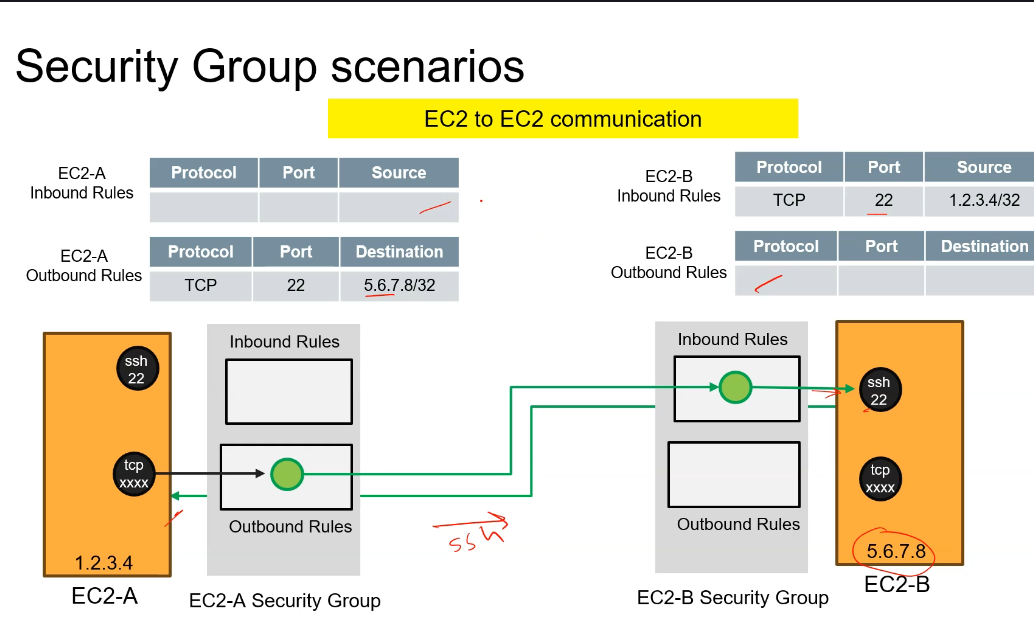 Security Group scenarios
EC2 to EC2 communication
EC2-A
Inbound Rules
Protocol Port Source
EC2-A
Outbound Rules
Protocol Port Destination
TCP 22 5.6.7.8/32
EC2-B
Inbound Rules
Protocol Port Source
TCP 22 1.2.3.4/32
EC2-B
Outbound Rules
Protocol Port Destination
ssh
22
tcp
xxxx
1.2.3.4
EC2-A
Inbound Rules
Outbound Rules
EC2-A Security Group
ssh
Inbound Rules
Outbound Rules
EC2-B Security Group
ssh
22
tcp
xxxx
5.6.7.8
EC2-B